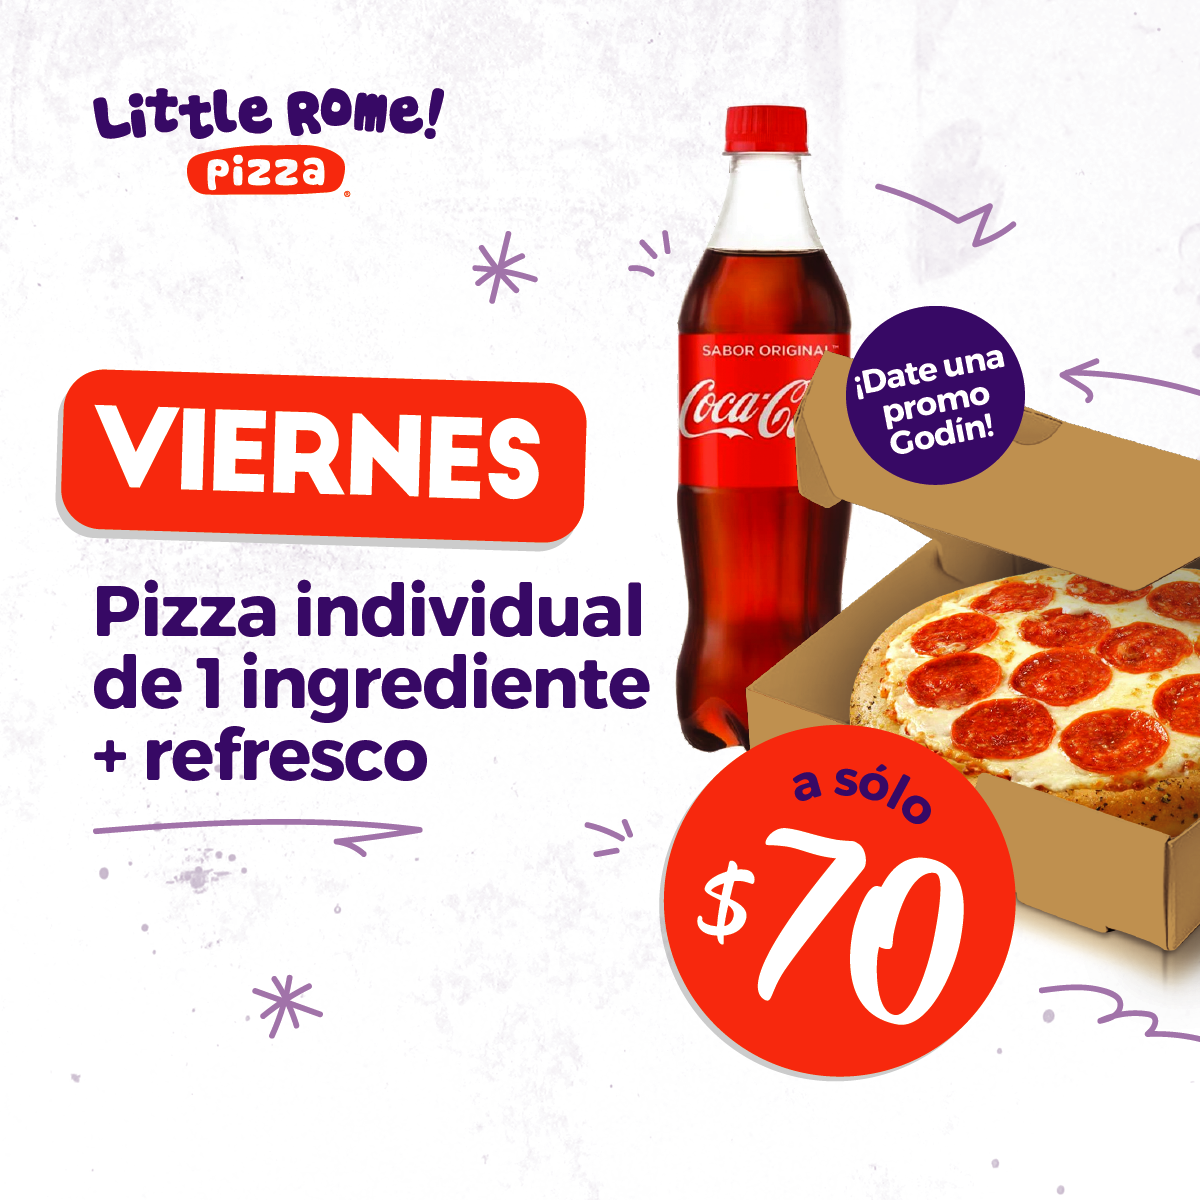 Little Rome!
pizza
®
SABOR ORIGINAL
Coca-C
¡Date una
promo
Godín!
VIERNES
Pizza individual
de 1 ingrediente
+ refresco
a sólo
$70